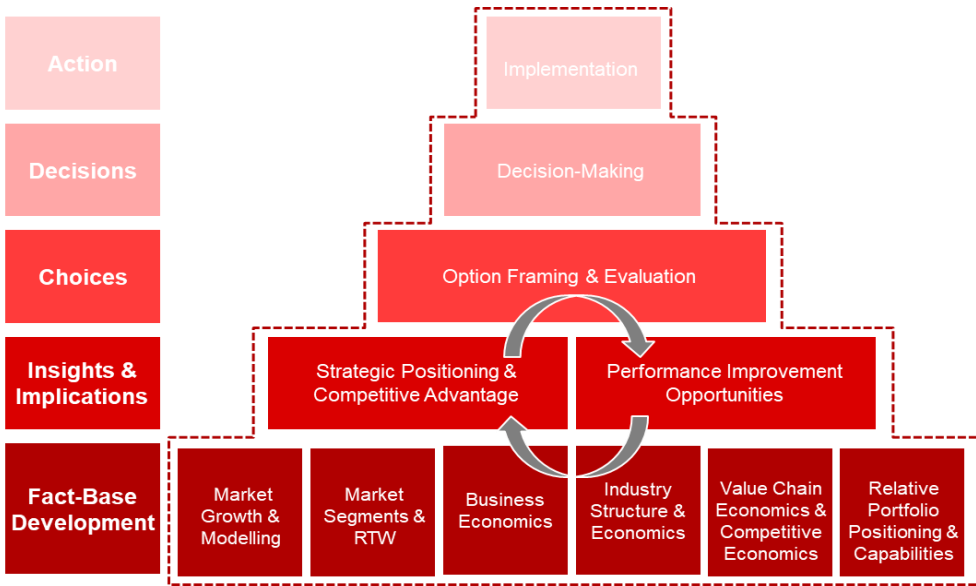 Action
Implementation
Decisions
Decision-Making
Choices
Option Framing & Evaluation
Insights &
Implications
Strategic Positioning &
Competitive Advantage
Performance Improvement
Opportunities
Fact-Base
Development
Market
Growth &
Modelling
Market
Segments &
RTW
Business
Economics
Industry
Structure &
Economics
Value Chain
Economics &
Competitive
Economics
Relative
Portfolio
Positioning &
Capabilities